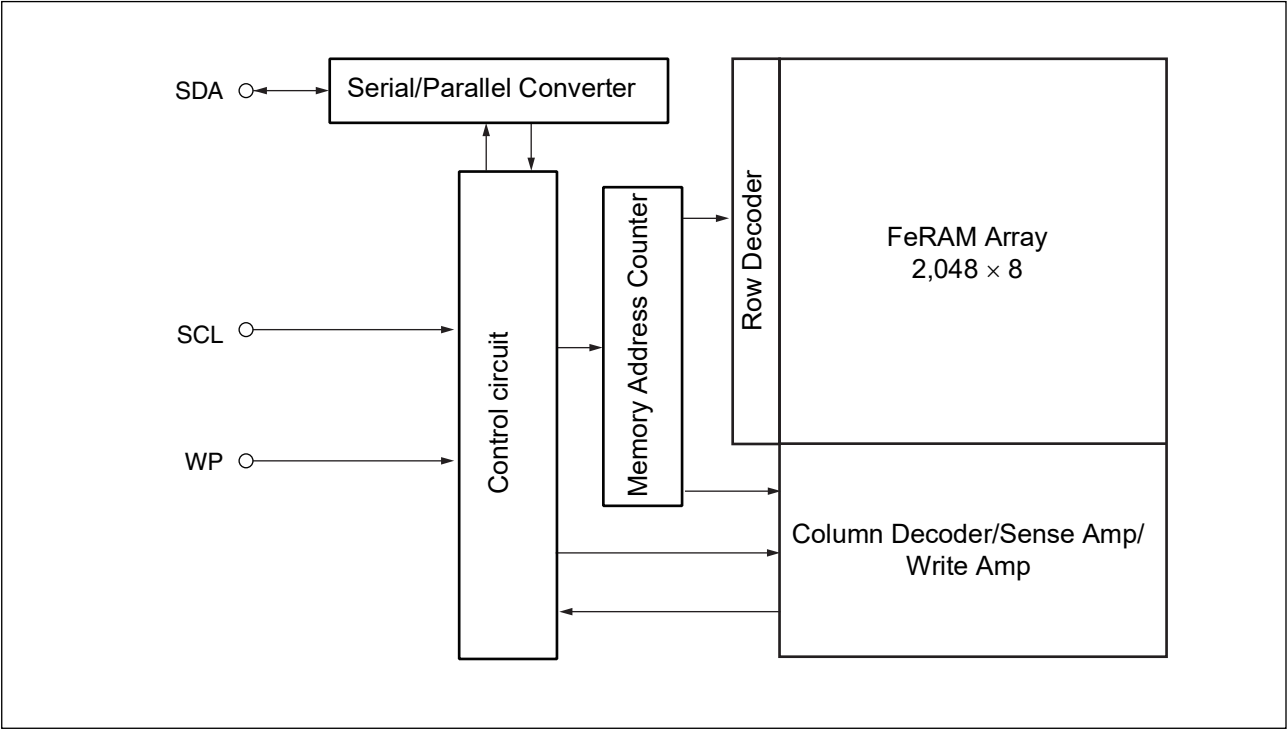 SDA
Serial/Parallel Converter
SCL
WP
Control circuit
Memory Address Counter
Row Decoder
FeRAM Array
2,048 × 8
Column Decoder/Sense Amp/
Write Amp